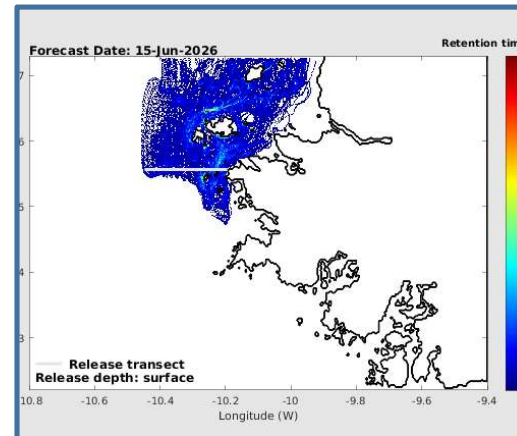 Retention tim
Forecast Date: 15-Jun-2026
7
6
5
4
3
Release transect
Release depth: surface
10.8 -10.6 -10.4 -10.2 -10 -9.8 -9.6 -9.4
Longitude (W)